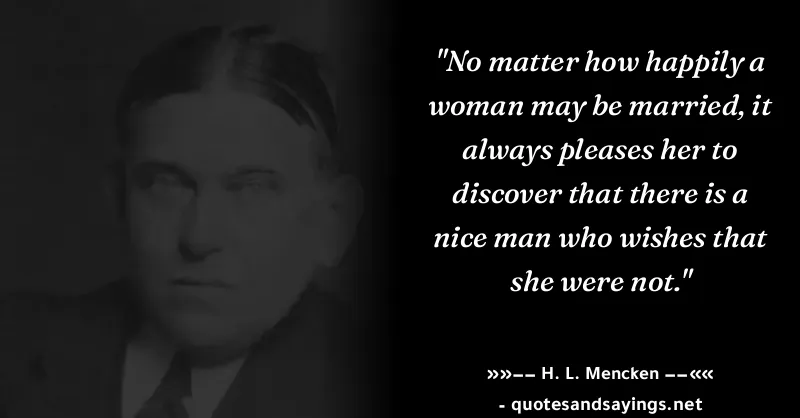 "No matter how happily a
woman may be married, it
always pleases her to
discover that there is a
nice man who wishes that
she were not."
»»−− H. L. Mencken −−««
- quotesandsayings.net